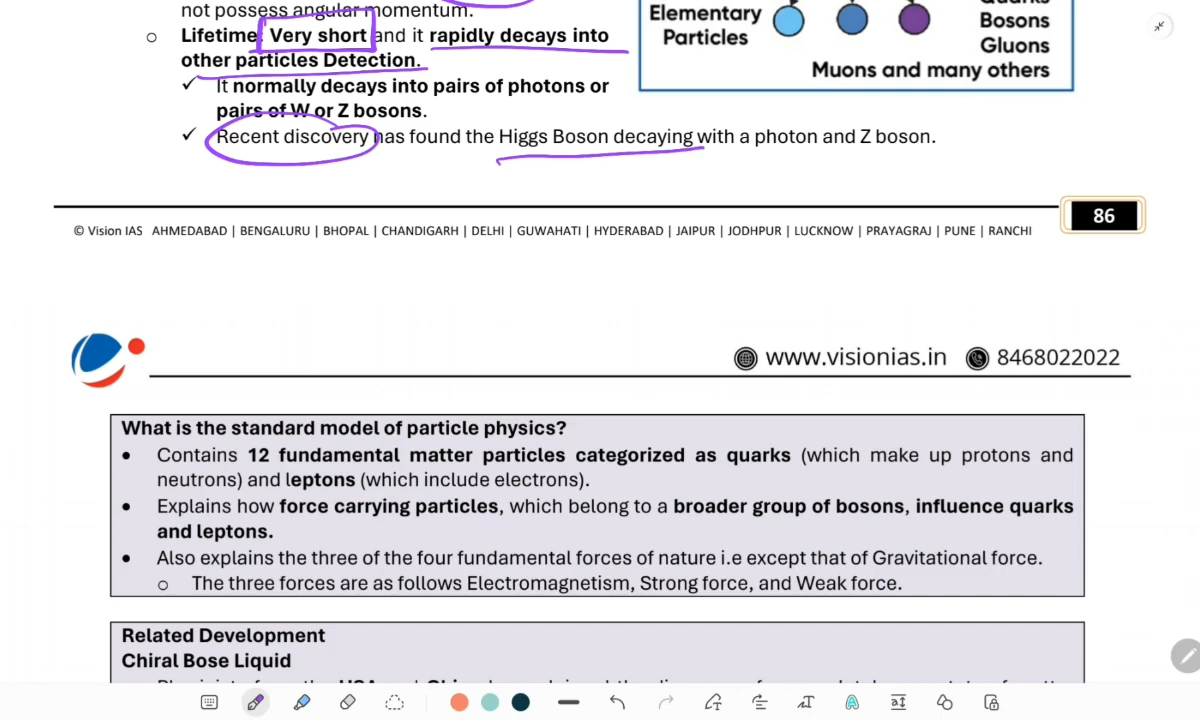 not possess angular momentum.
○ Lifetime: Very short and it rapidly decays into
other particles Detection.
✓ It normally decays into pairs of photons or
pairs of W or Z bosons.
✓ Recent discovery has found the Higgs Boson decaying with a photon and Z boson.
Elementary
Particles
Quarks
Bosons
Gluons
Muons and many others
86
© Vision IAS AHMEDABAD | BENGALURU | BHOPAL | CHANDIGARH | DELHI | GUWAHATI | HYDERABAD | JAIPUR | JODHPUR | LUCKNOW | PRAYAGRAJ | PUNE | RANCHI
www.visionias.in 8468022022
What is the standard model of particle physics?
• Contains 12 fundamental matter particles categorized as quarks (which make up protons and
neutrons) and leptons (which include electrons).
• Explains how force carrying particles, which belong to a broader group of bosons, influence quarks
and leptons.
• Also explains the three of the four fundamental forces of nature i.e except that of Gravitational force.
○ The three forces are as follows Electromagnetism, Strong force, and Weak force.
Related Development
Chiral Bose Liquid